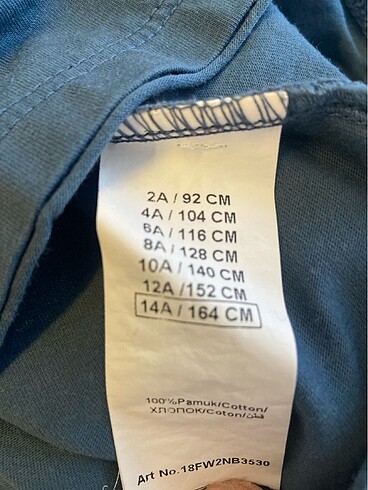 2A / 92 CM
4A / 104 CM
6A / 116 CM
8A / 128 CM
10A / 140 CM
12A /152 CM
14A / 164 CM
100%Pamuk/Cotton/
ХЛОПОК/Coton/قطن
Art No.18FW2NB3530